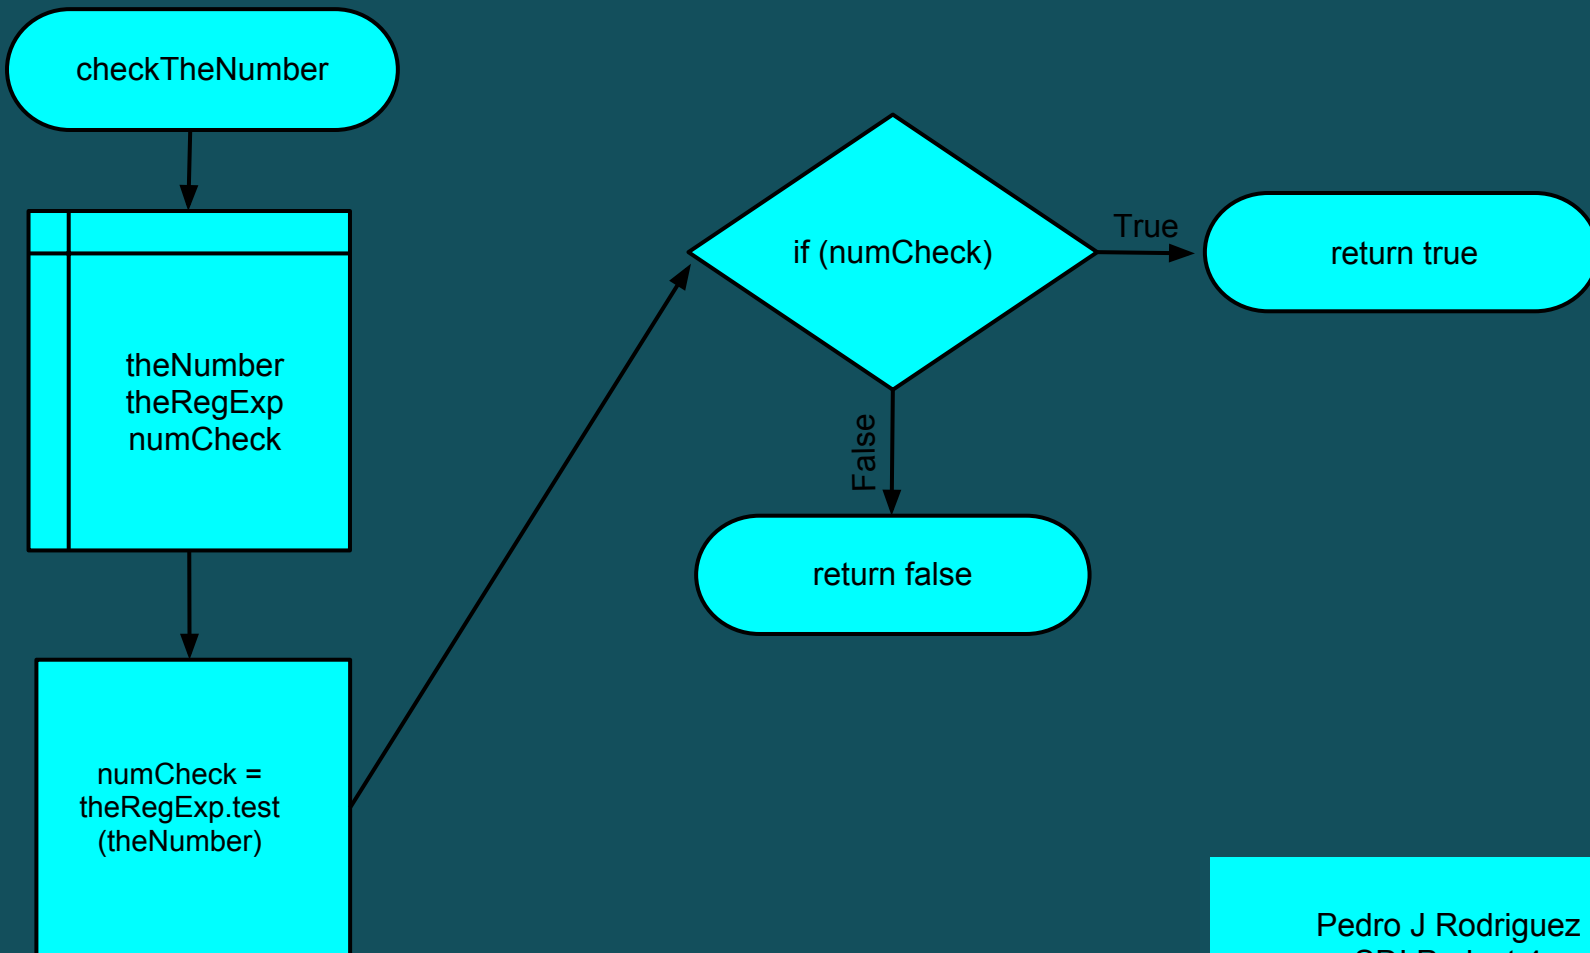 checkTheNumber
theNumber
theRegExp
numCheck
numCheck =
theRegExp.test
(theNumber)
if (numCheck)
True
return true
False
return false
Pedro J Rodriguez